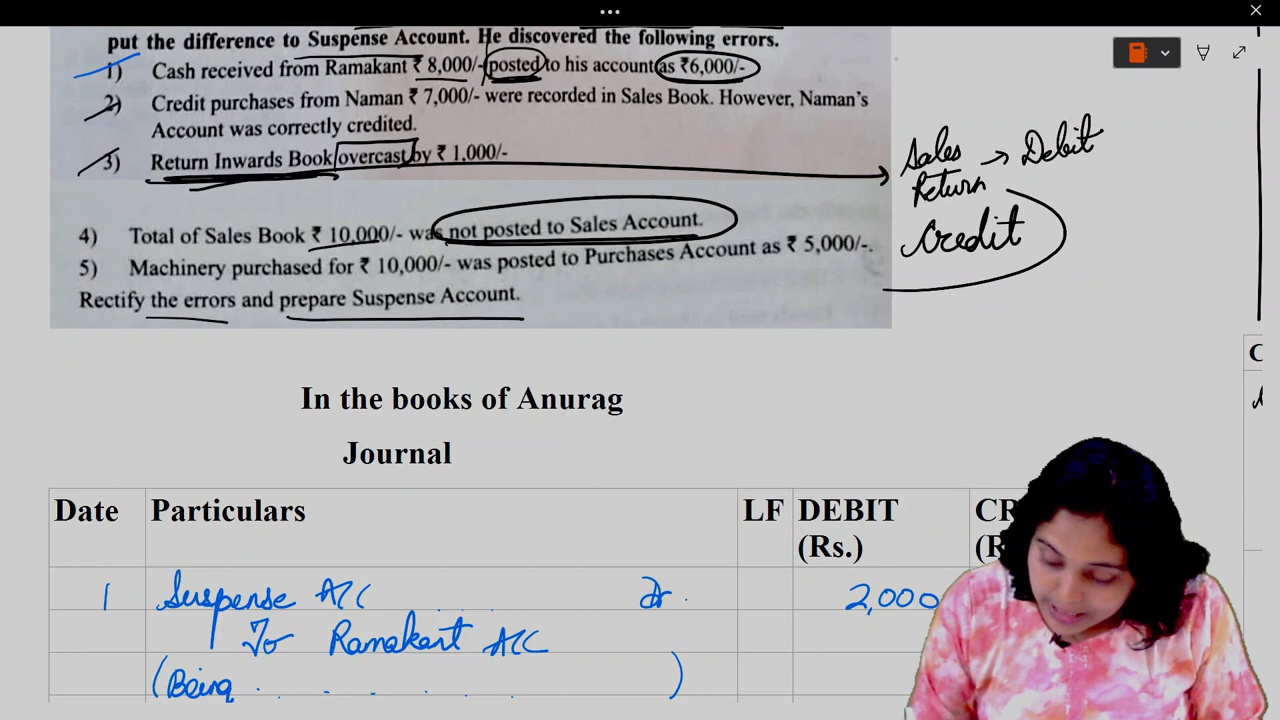 put the difference to Suspense Account. He discovered the following errors.
1) Cash received from Ramakant ₹ 8,000/- posted to his account as ₹6,000/-
2) Credit purchases from Naman ₹ 7,000/- were recorded in Sales Book. However, Naman's
Account was correctly credited.
3) Return Inwards Book overcast by ₹ 1,000/-
Sales → Debit
Return
Credit
4) Total of Sales Book ₹ 10,000/- was not posted to Sales Account.
5) Machinery purchased for ₹ 10,000/- was posted to Purchases Account as ₹ 5,000/-.
Rectify the errors and prepare Suspense Account.
In the books of Anurag
Journal
Date Particulars LF DEBIT
(Rs.)
1 Suspense A/C .... dr. 2,000
To Ramakant A/C
(Being . . . . . )